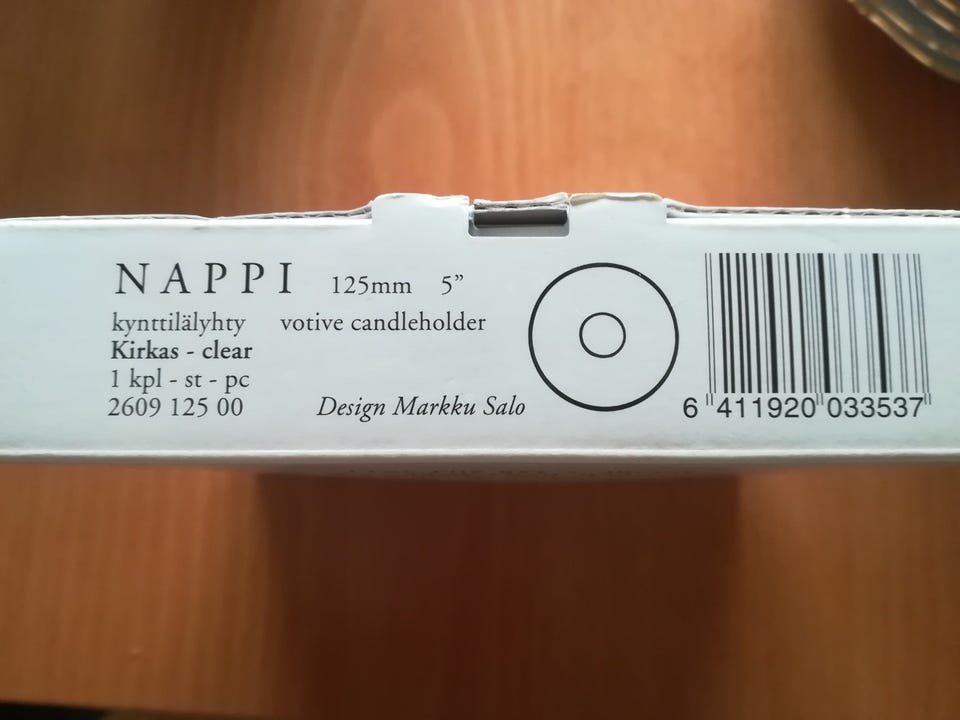 NAPPI 125mm 5”
kynttilälyhty votive candleholder
Kirkas - clear
1 kpl - st - pc
2609 125 00 Design Markku Salo
6 411920 033537